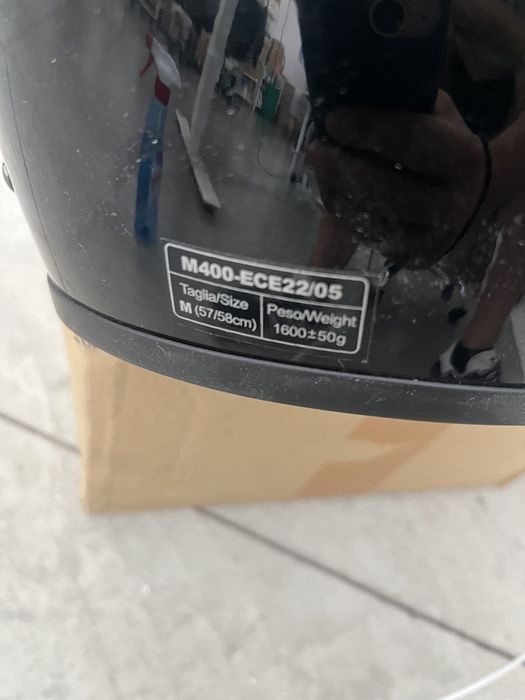 M400-ECE22/05
Taglia/Size
M (57/58cm)
Peso/Weight
1600±50g